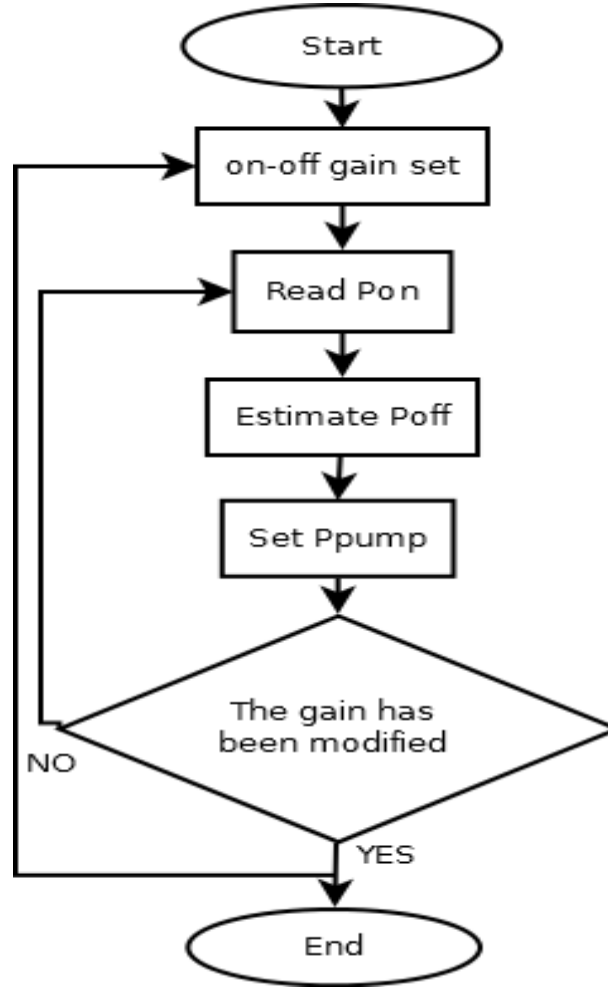 Start
on-off gain set
Read Pon
Estimate Poff
Set Ppump
The gain has
been modified
NO
YES
End